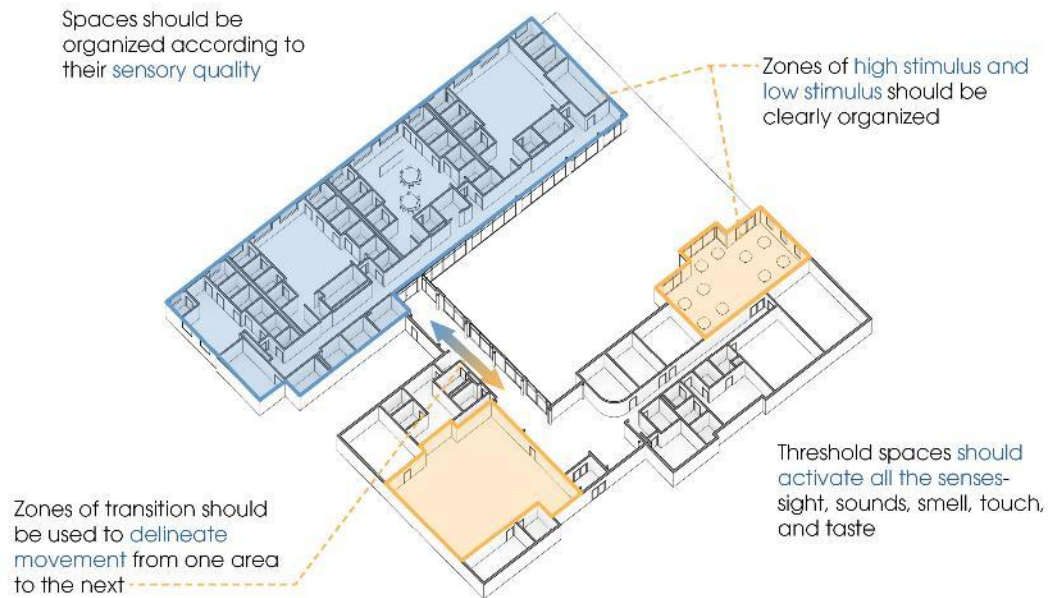 Spaces should be
organized according to
their sensory quality
Zones of high stimulus and
low stimulus should be
clearly organized
Threshold spaces should
activate all the senses-
sight, sounds, smell, touch,
and taste
Zones of transition should
be used to delineate
movement from one area
to the next